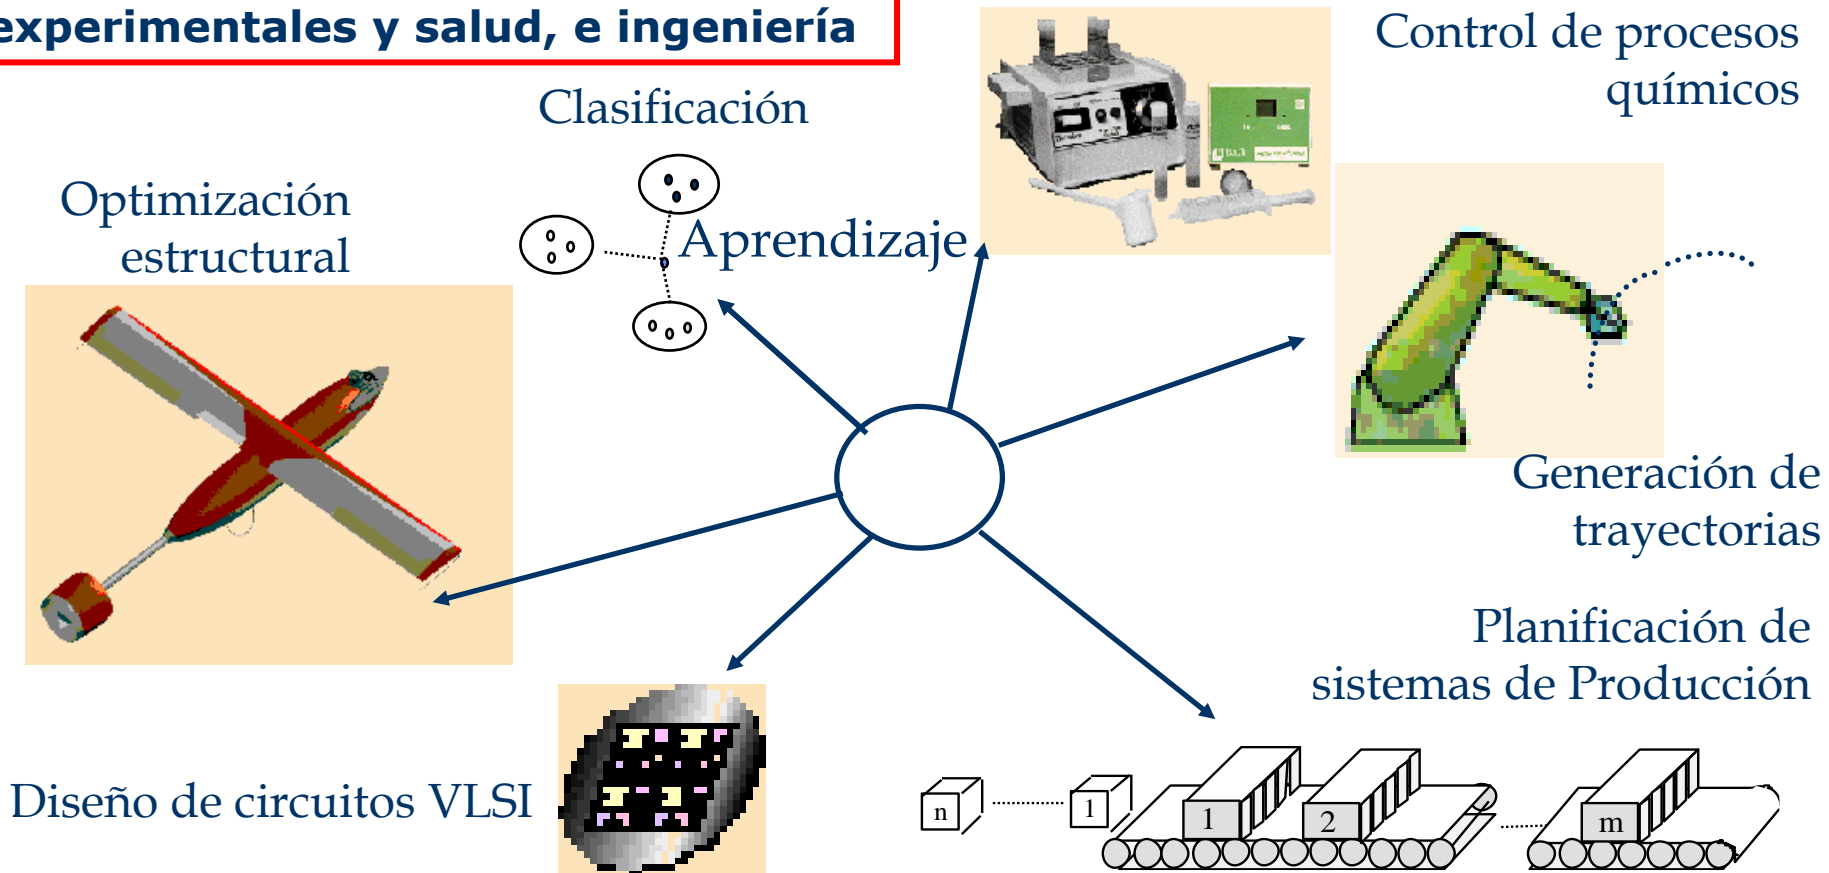 experimentales y salud, e ingeniería
Control de procesos
químicos
Clasificación
Aprendizaje
Optimización
estructural
Generación de
trayectorias
Planificación de
sistemas de Producción
Diseño de circuitos VLSI
n
1
1
2
m